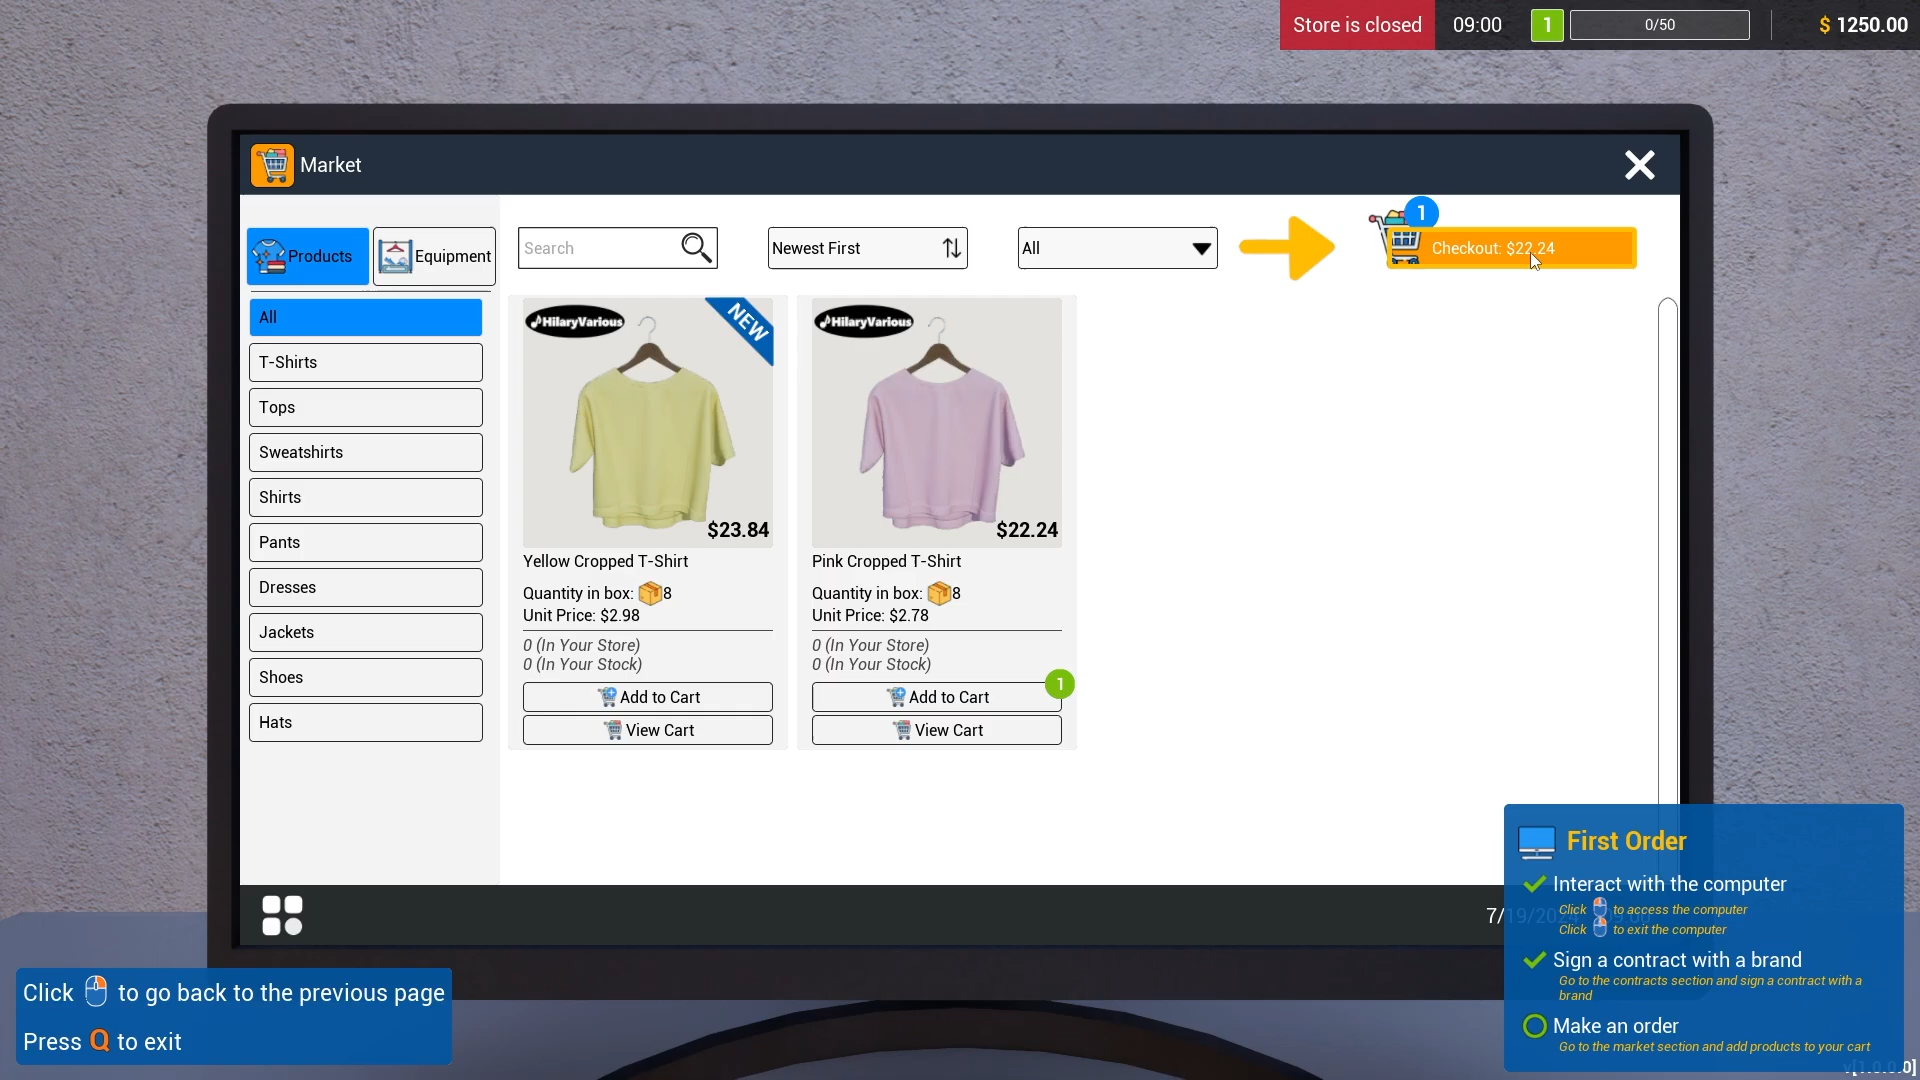 Store is closed
09:00
1
0/50
$ 1250.00
Market
Products
Equipment
Search
Newest First
All
1
Checkout: $22.24
All
T-Shirts
Tops
Sweatshirts
Shirts
Pants
Dresses
Jackets
Shoes
Hats
HilaryVarious
NEW
$23.84
Yellow Cropped T-Shirt
Quantity in box: 8
Unit Price: $2.98
0 (In Your Store)
0 (In Your Stock)
Add to Cart
View Cart
HilaryVarious
$22.24
Pink Cropped T-Shirt
Quantity in box: 8
Unit Price: $2.78
0 (In Your Store)
0 (In Your Stock)
Add to Cart
1
View Cart
7/19/2024
First Order
Interact with the computer
Click to access the computer
Click to exit the computer
Sign a contract with a brand
Go to the contracts section and sign a contract with a
brand
Make an order
Go to the market section and add products to your cart
Click to go back to the previous page
Press Q to exit